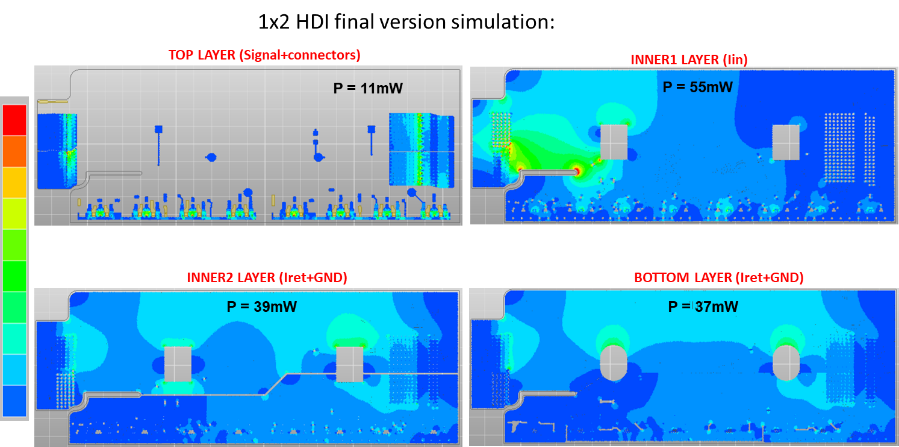 1x2 HDI final version simulation:
TOP LAYER (Signal+connectors)
P = 11mW
INNER1 LAYER (Iin)
P = 55mW
INNER2 LAYER (Iret+GND)
P = 39mW
BOTTOM LAYER (Iret+GND)
P = 37mW